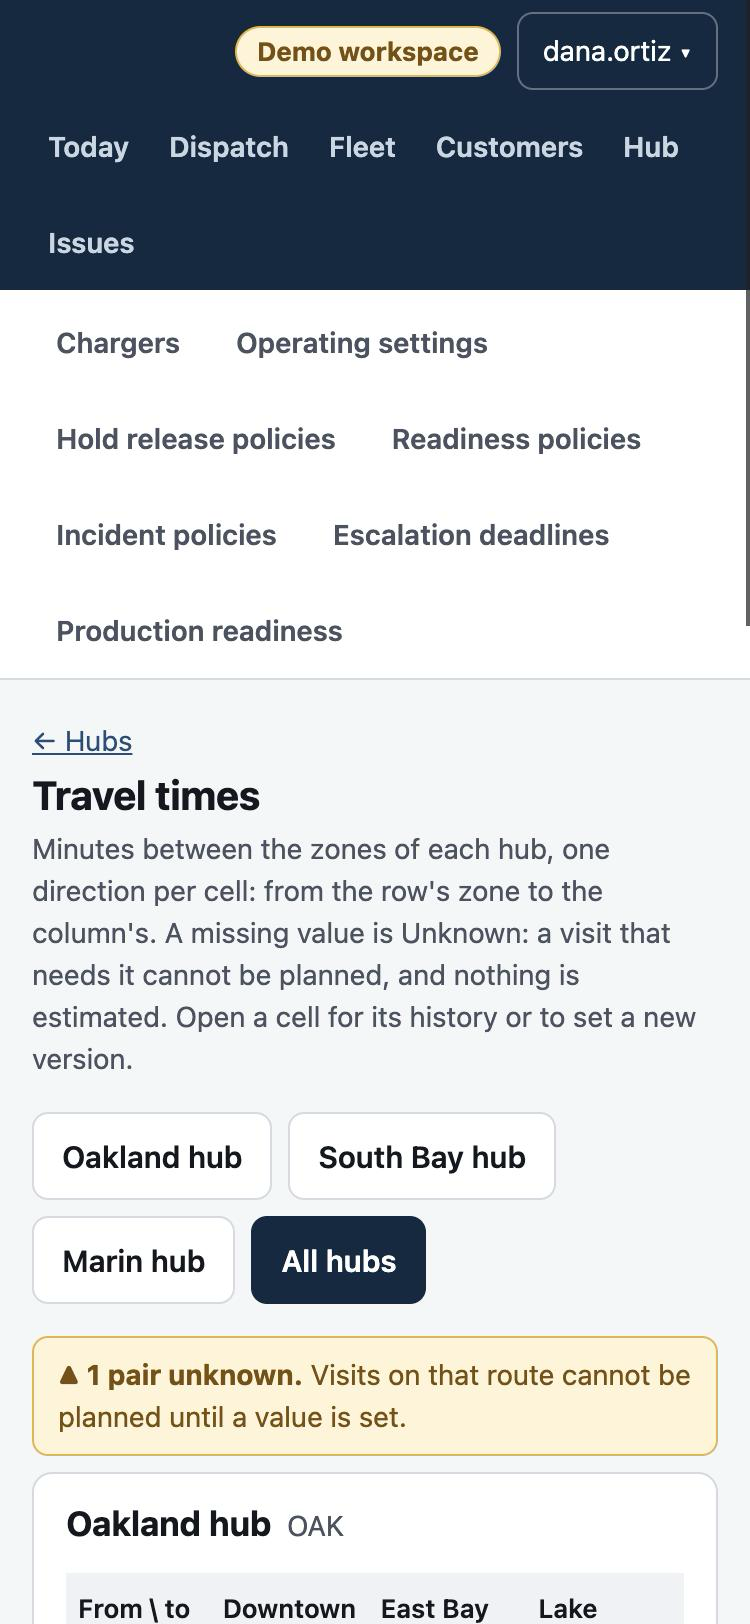 Demo workspace
dana.ortiz ▾
Today Dispatch Fleet Customers Hub
Issues
Chargers Operating settings
Hold release policies Readiness policies
Incident policies Escalation deadlines
Production readiness
← Hubs
Travel times
Minutes between the zones of each hub, one
direction per cell: from the row's zone to the
column's. A missing value is Unknown: a visit that
needs it cannot be planned, and nothing is
estimated. Open a cell for its history or to set a new
version.
Oakland hub South Bay hub
Marin hub All hubs
▲ 1 pair unknown. Visits on that route cannot be
planned until a value is set.
Oakland hub OAK
From \ to Downtown East Bay Lake